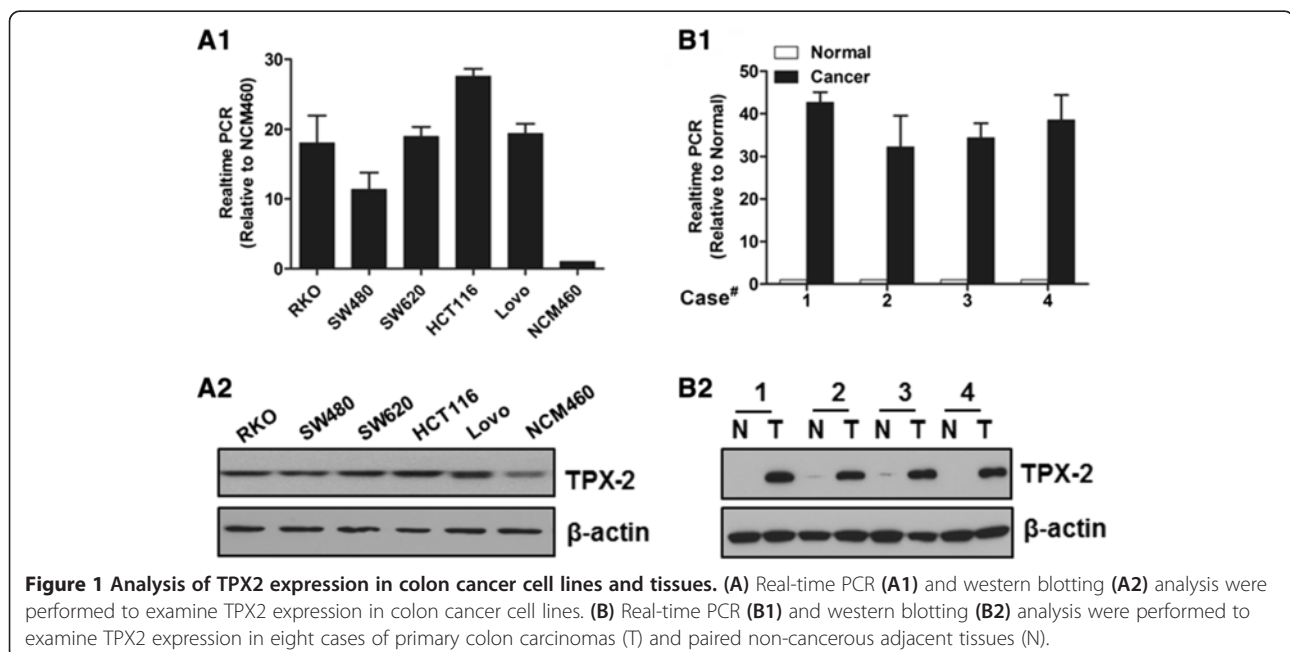 A1
Realtime PCR
(Relative to NCM460)
30
20
10
0
RKO
SW480
SW620
HCT116
Lovo
NCM460
B1
Normal
Cancer
Realtime PCR
(Relative to Normal)
50
40
30
20
10
0
Case#
1 2 3 4
A2
RKO SW480 SW620 HCT116 Lovo NCM460
TPX-2
β-actin
B2
1 2 3 4
N T N T N T N T
TPX-2
β-actin
Figure 1 Analysis of TPX2 expression in colon cancer cell lines and tissues. (A) Real-time PCR (A1) and western blotting (A2) analysis were
performed to examine TPX2 expression in colon cancer cell lines. (B) Real-time PCR (B1) and western blotting (B2) analysis were performed to
examine TPX2 expression in eight cases of primary colon carcinomas (T) and paired non-cancerous adjacent tissues (N).